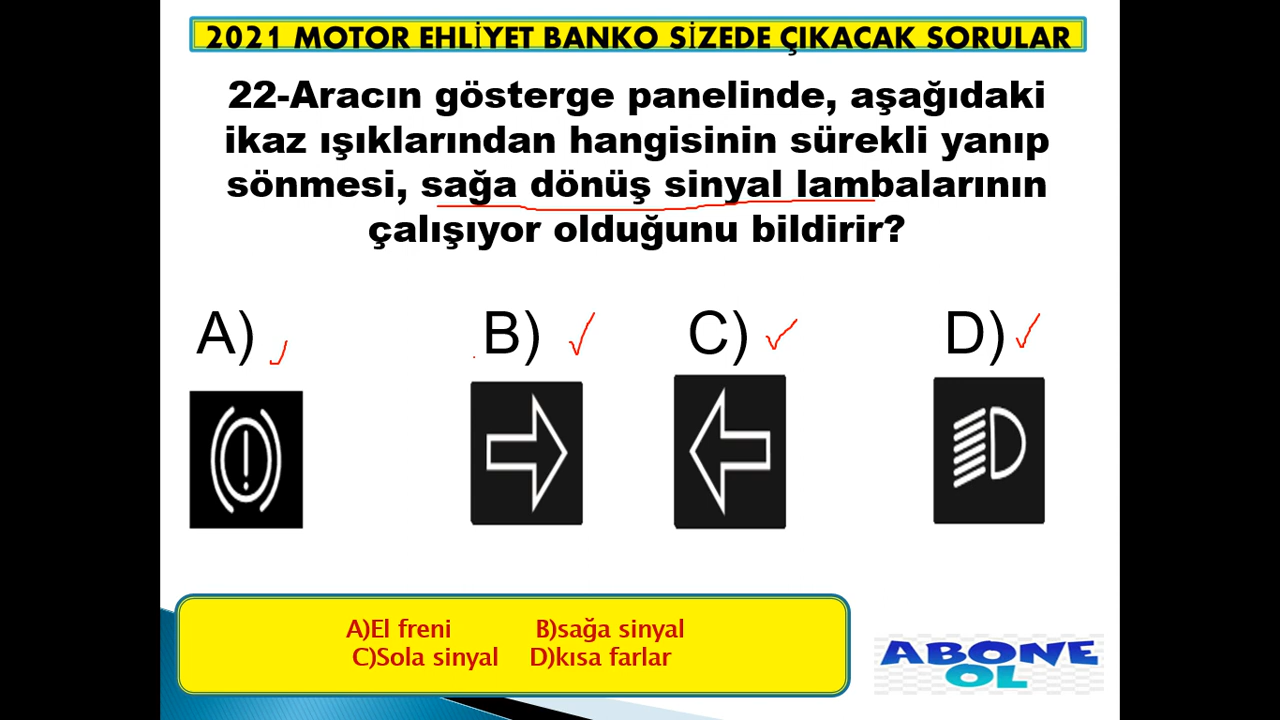 2021 MOTOR EHLİYET BANKO SİZEDE ÇIKACAK SORULAR
22-Aracın gösterge panelinde, aşağıdaki
ikaz ışıklarından hangisinin sürekli yanıp
sönmesi, sağa dönüş sinyal lambalarının
çalışıyor olduğunu bildirir?
A) B) C) D)
A)El freni B)sağa sinyal
C)Sola sinyal D)kısa farlar
ABONE
OL